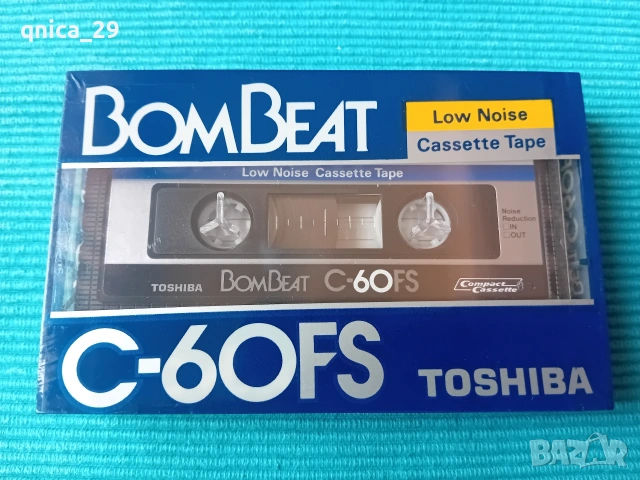 qnica_29
BOMBEAT
Low Noise
Cassette Tape
Low Noise Cassette Tape
Noise
Reduction
IN
OUT
TOSHIBA BOMBEAT C-60FS Compact Cassette
C-60FS TOSHIBA
BAZAR